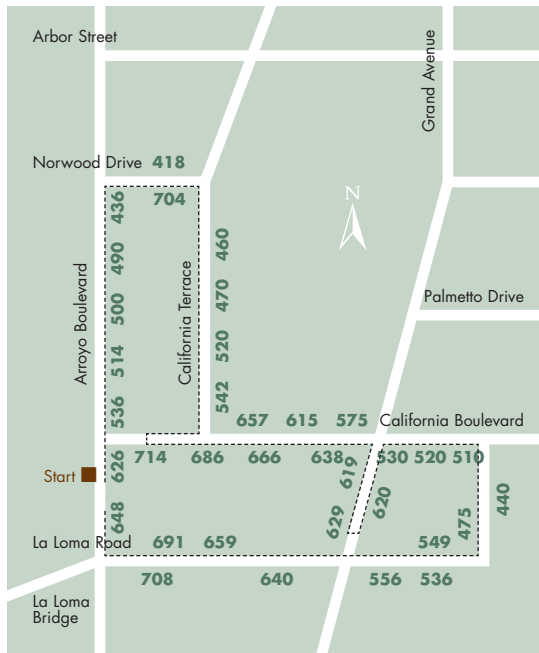 Arbor Street
Grand Avenue
N
Norwood Drive 418
436 704
490 460
Arroyo Boulevard
California Terrace
500 470
Palmetto Drive
514 520
536 542
657 615 575 California Boulevard
626 714 686 666 638 619 530 520 510
Start
648 629 620 475 440
La Loma Road 691 659 549
708 640 556 536
La Loma
Bridge